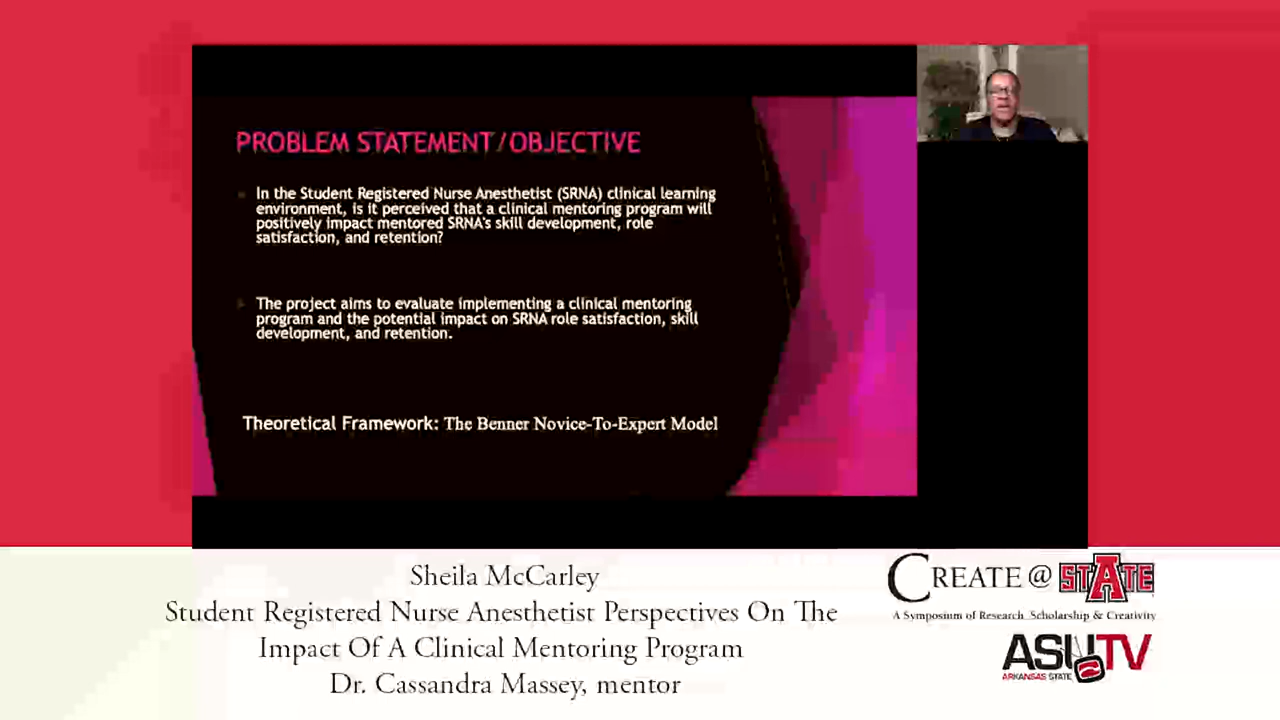 PROBLEM STATEMENT/OBJECTIVE
In the Student Registered Nurse Anesthetist (SRNA) clinical learning
environment, is it perceived that a clinical mentoring program will
positively impact mentored SRNA's skill development, role
satisfaction, and retention?
The project aims to evaluate implementing a clinical mentoring
program and the potential impact on SRNA role satisfaction, skill
development, and retention.
Theoretical Framework: The Benner Novice-To-Expert Model
Sheila McCarley
Student Registered Nurse Anesthetist Perspectives On The
Impact Of A Clinical Mentoring Program
Dr. Cassandra Massey, mentor
CREATE @ STATE
A Symposium of Research, Scholarship & Creativity
ASUTV
ARKANSAS STATE